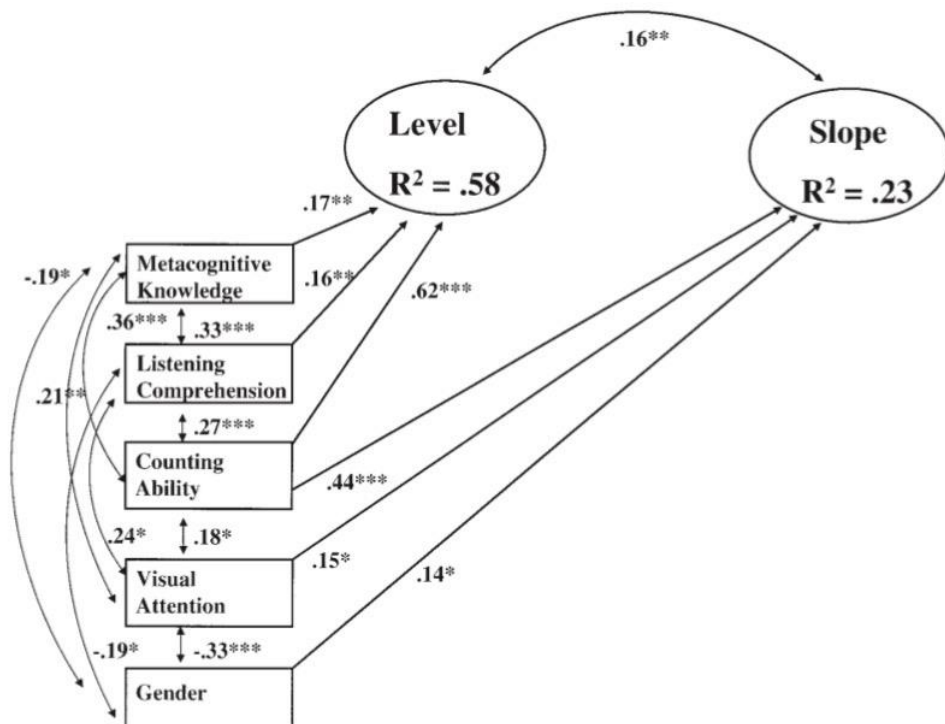 .16**
Level
R² = .58
Slope
R² = .23
.17**
-.19*
Metacognitive
Knowledge
.16**
.62***
.36***
.33***
Listening
Comprehension
.21**
.27***
Counting
Ability
.44***
.24*
.18*
.15*
.14*
Visual
Attention
-.19*
-.33***
Gender